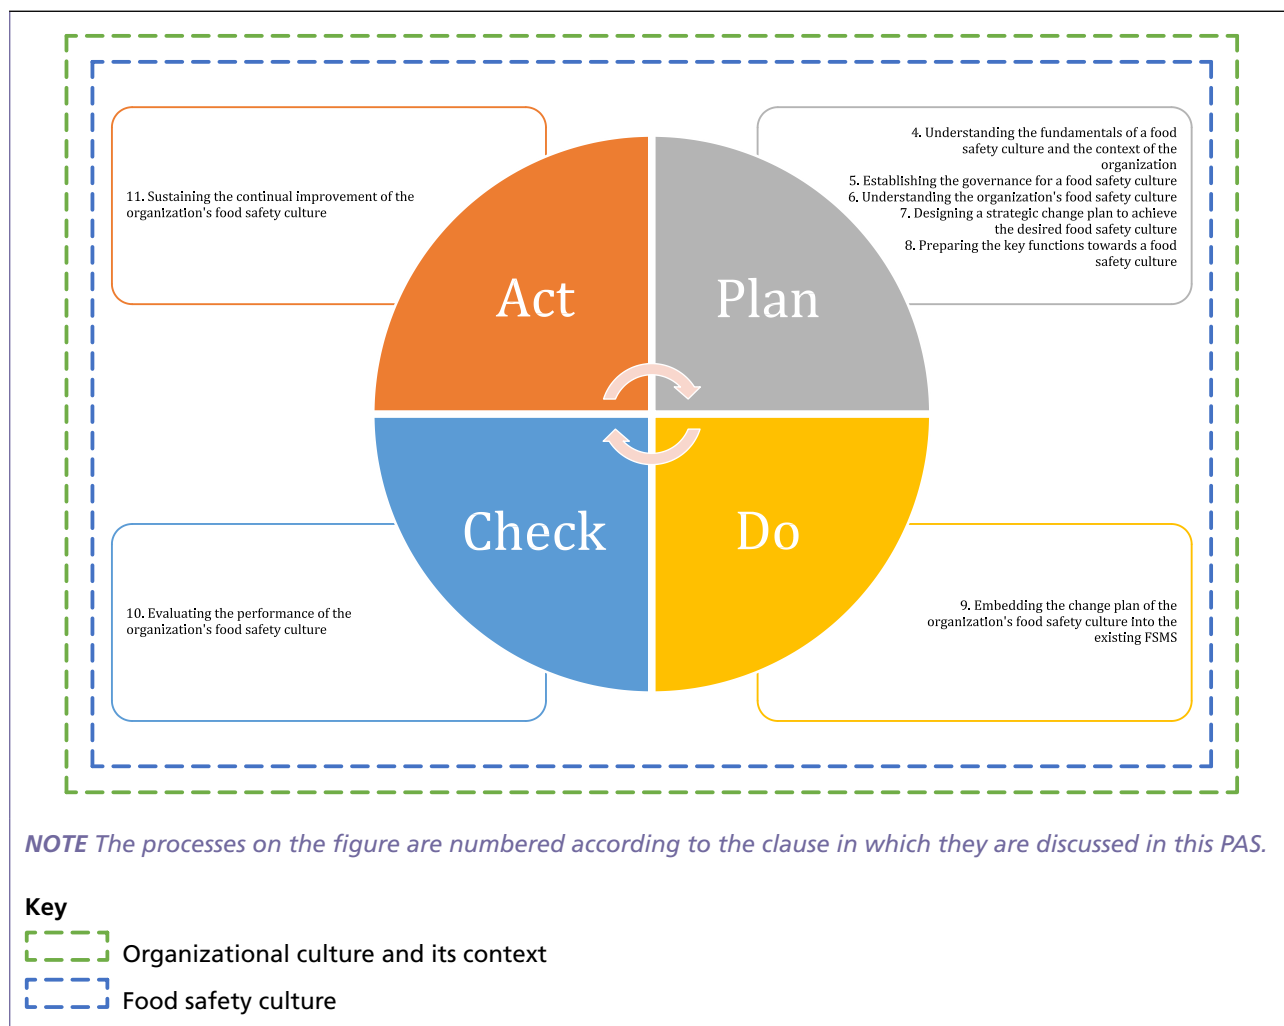 11. Sustaining the continual improvement of the
organization's food safety culture
4. Understanding the fundamentals of a food
safety culture and the context of the
organization
5. Establishing the governance for a food safety culture
6. Understanding the organization's food safety culture
7. Designing a strategic change plan to achieve
the desired food safety culture
8. Preparing the key functions towards a food
safety culture
Act
Plan
Check
Do
10. Evaluating the performance of the
organization's food safety culture
9. Embedding the change plan of the
organization's food safety culture into the
existing FSMS
NOTE The processes on the figure are numbered according to the clause in which they are discussed in this PAS.
Key
Organizational culture and its context
Food safety culture